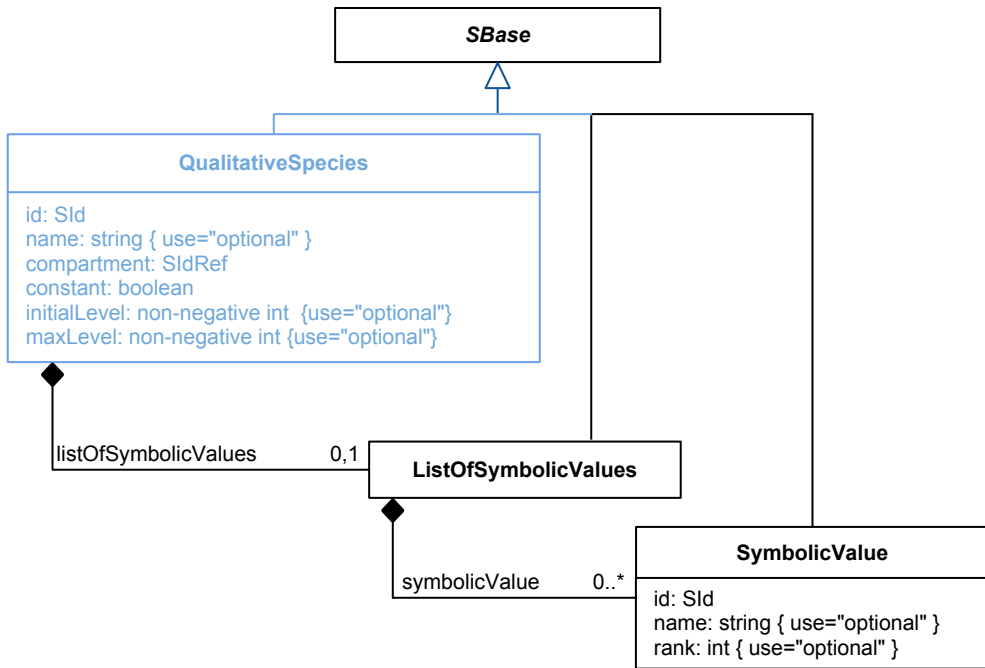 SBase
QualitativeSpecies
id: SId
name: string { use="optional" }
compartment: SIdRef
constant: boolean
initialLevel: non-negative int  {use="optional"}
maxLevel: non-negative int {use="optional"}
listOfSymbolicValues 0,1
ListOfSymbolicValues
symbolicValue 0..*
SymbolicValue
id: SId
name: string { use="optional" }
rank: int { use="optional" }